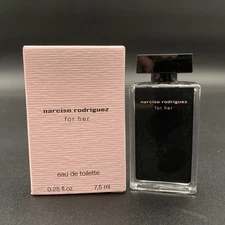 narciso rodriguez
for her
eau de toilette
0.25 fl.oz. 7,5 ml
narciso rodriguez
for her